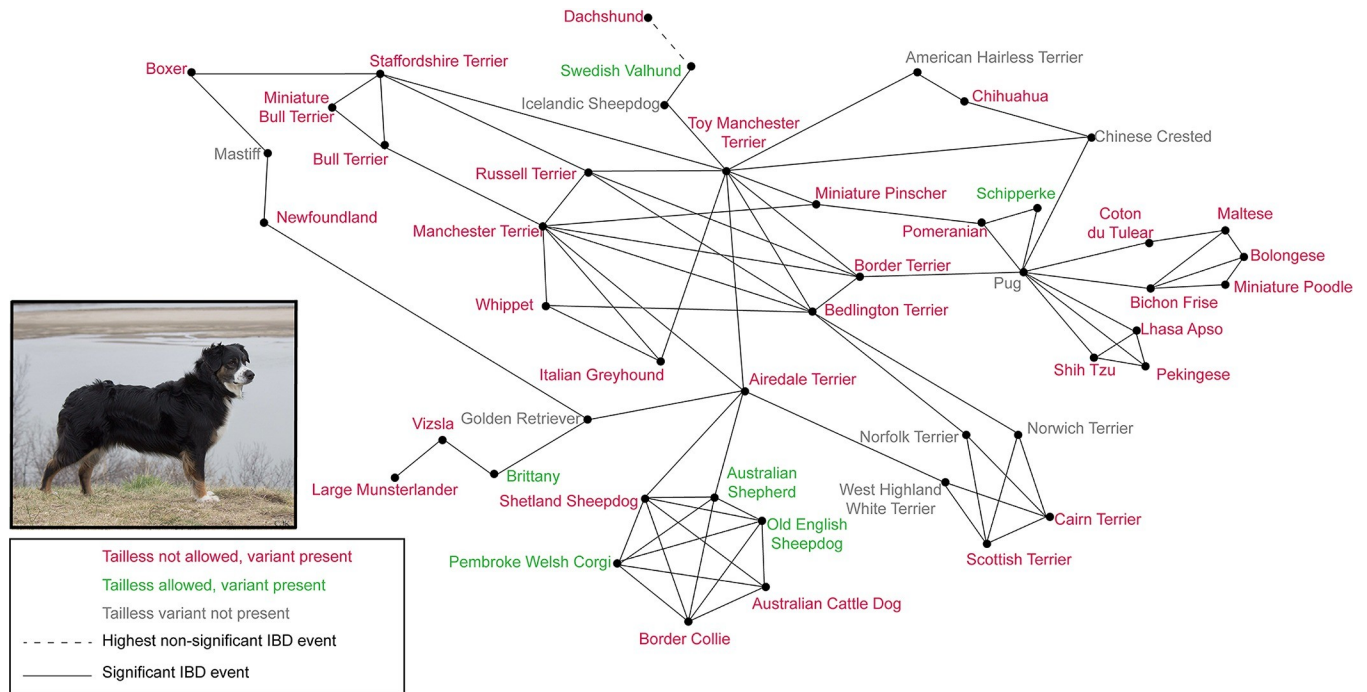 Dachshund
Boxer
Staffordshire Terrier
Swedish Valhund
American Hairless Terrier
Miniature
Bull Terrier
Icelandic Sheepdog
Chihuahua
Toy Manchester
Terrier
Chinese Crested
Mastiff
Bull Terrier
Russell Terrier
Miniature Pinscher
Schipperke
Newfoundland
Manchester Terrier
Pomeranian
Coton
du Tulear
Maltese
Border Terrier
Pug
Bolongese
Miniature Poodle
Bichon Frise
Whippet
Bedlington Terrier
Lhasa Apso
Shih Tzu
Pekingese
Italian Greyhound
Airedale Terrier
Golden Retriever
Vizsla
Norfolk Terrier
Norwich Terrier
Brittany
Large Munsterlander
Australian
Shepherd
Shetland Sheepdog
West Highland
White Terrier
Cairn Terrier
Old English
Sheepdog
Pembroke Welsh Corgi
Scottish Terrier
Australian Cattle Dog
Border Collie
Tailless not allowed, variant present
Tailless allowed, variant present
Tailless variant not present
Highest non-significant IBD event
Significant IBD event